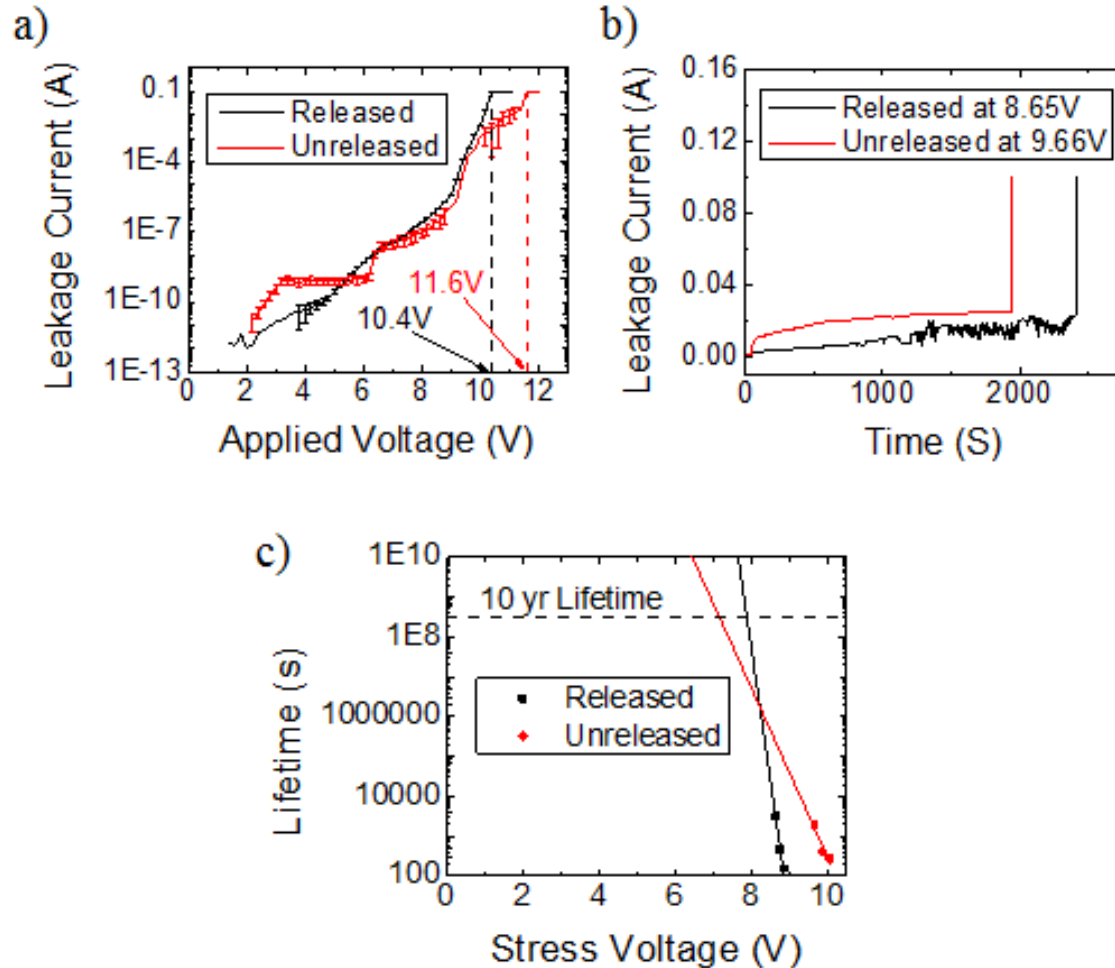 a)
Leakage Current (A)
0.1
1E-4
1E-7
1E-10
1E-13
Released
Unreleased
11.6V
10.4V
0 2 4 6 8 10 12
Applied Voltage (V)
b)
Leakage Current (A)
0.16
0.12
0.08
0.04
0.00
Released at 8.65V
Unreleased at 9.66V
0 1000 2000
Time (S)
c)
Lifetime (s)
1E10
1E8
1000000
10000
100
10 yr Lifetime
Released
Unreleased
0 2 4 6 8 10
Stress Voltage (V)